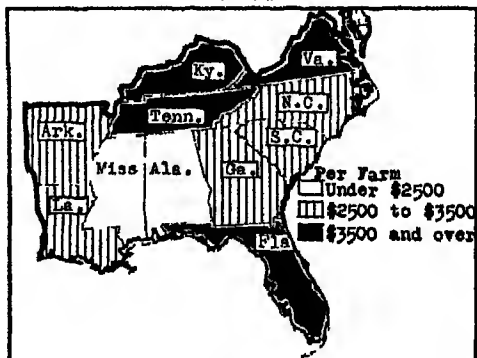 Ky.
Va.
Tenn.
N.C.
Ark.
S.C.
Miss Ala.
Ga.
La.
Fla
Per Farm
Under $2500
$2500 to $3500
$3500 and over